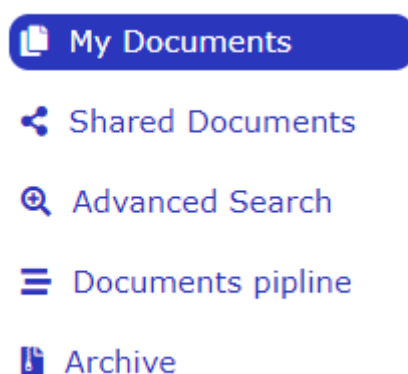 My Documents
Shared Documents
Advanced Search
Documents pipline
Archive